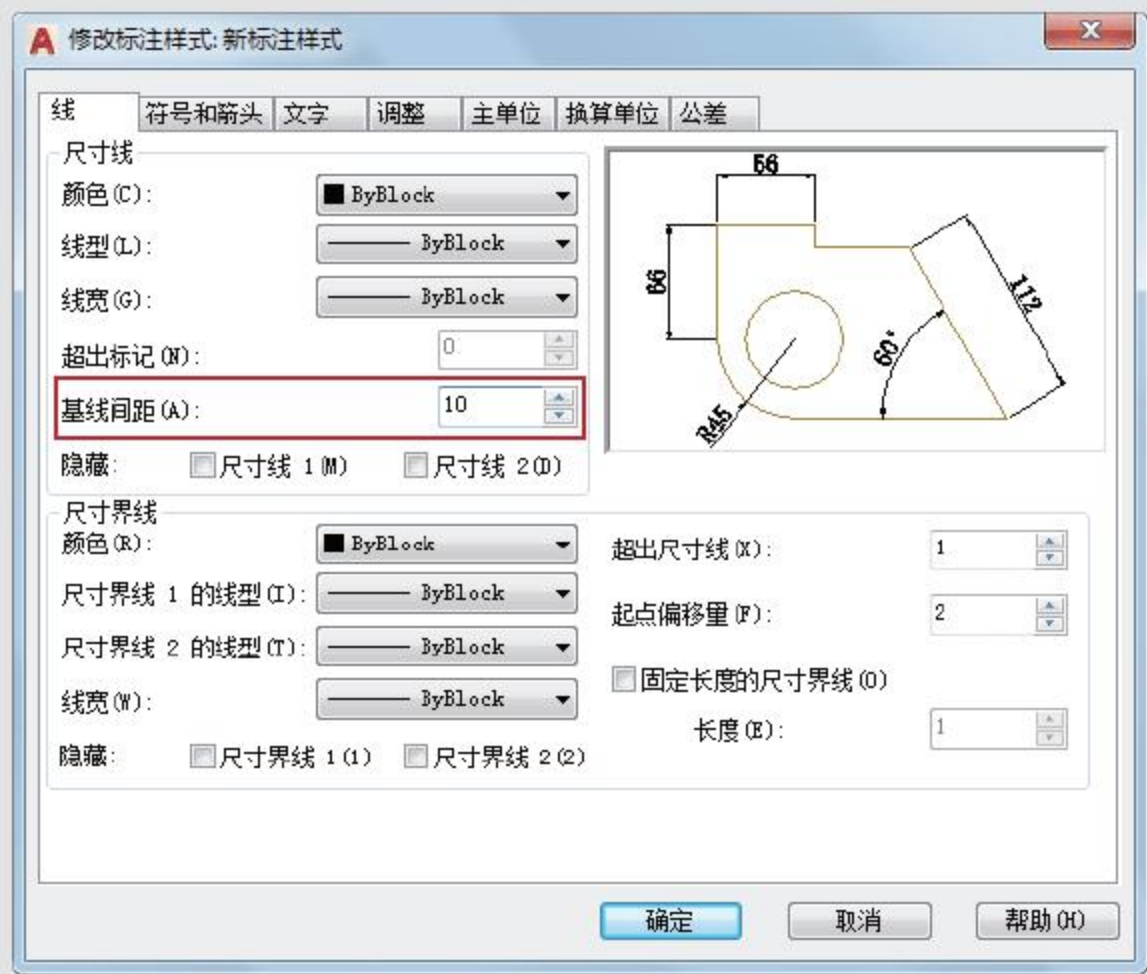 修改标注样式: 新标注样式
线 符号和箭头 文字 调整 主单位 换算单位 公差
尺寸线
颜色(C): ByBlock
线型(L): ByBlock
线宽(G): ByBlock
超出标记(N): 0
基线间距(A): 10
隐藏: 尺寸线 1(M) 尺寸线 2(D)
56
66
112
60°
R45
尺寸界线
颜色(R): ByBlock
尺寸界线 1 的线型(I): ByBlock
尺寸界线 2 的线型(T): ByBlock
线宽(W): ByBlock
隐藏: 尺寸界线 1(1) 尺寸界线 2(2)
超出尺寸线(X): 1
起点偏移量(F): 2
固定长度的尺寸界线(O)
长度(E): 1
确定 取消 帮助(H)